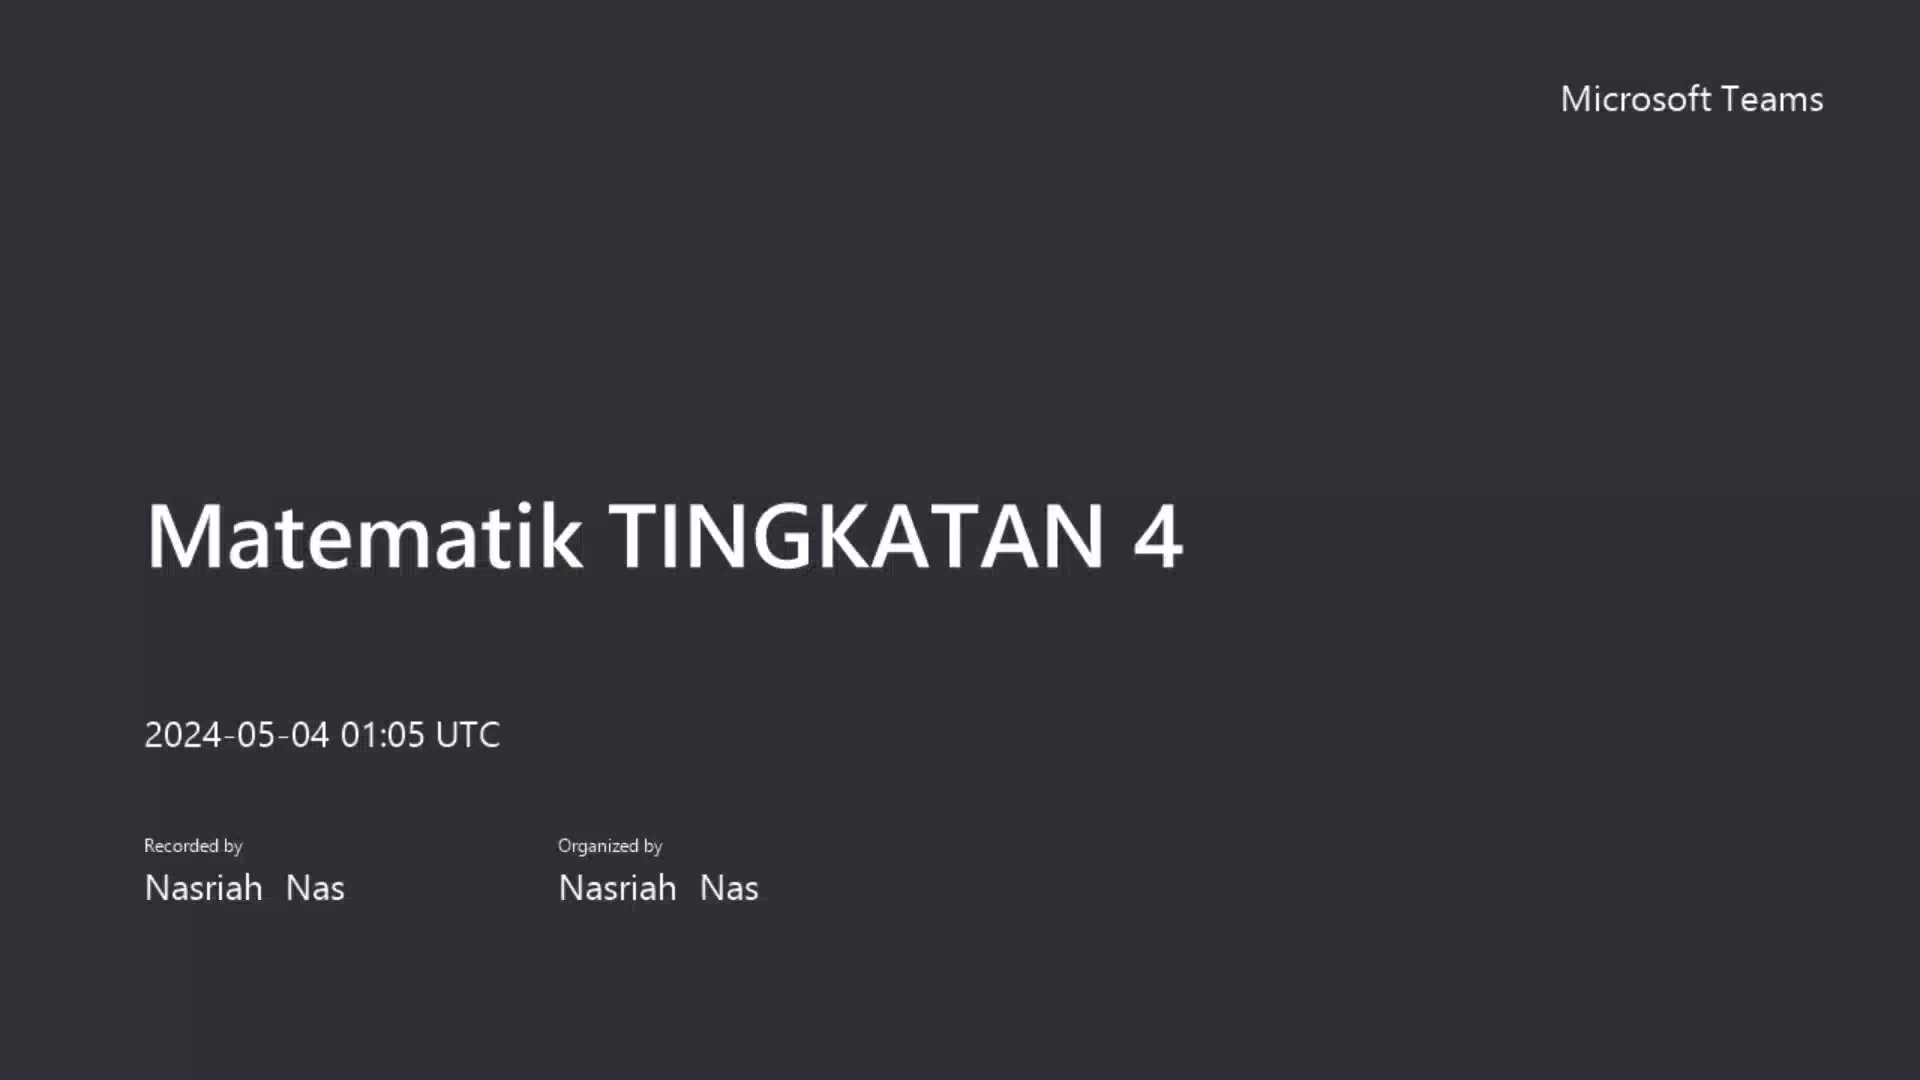 Microsoft Teams
Matematik TINGKATAN 4
2024-05-04 01:05 UTC
Recorded by
Nasriah Nas
Organized by
Nasriah Nas